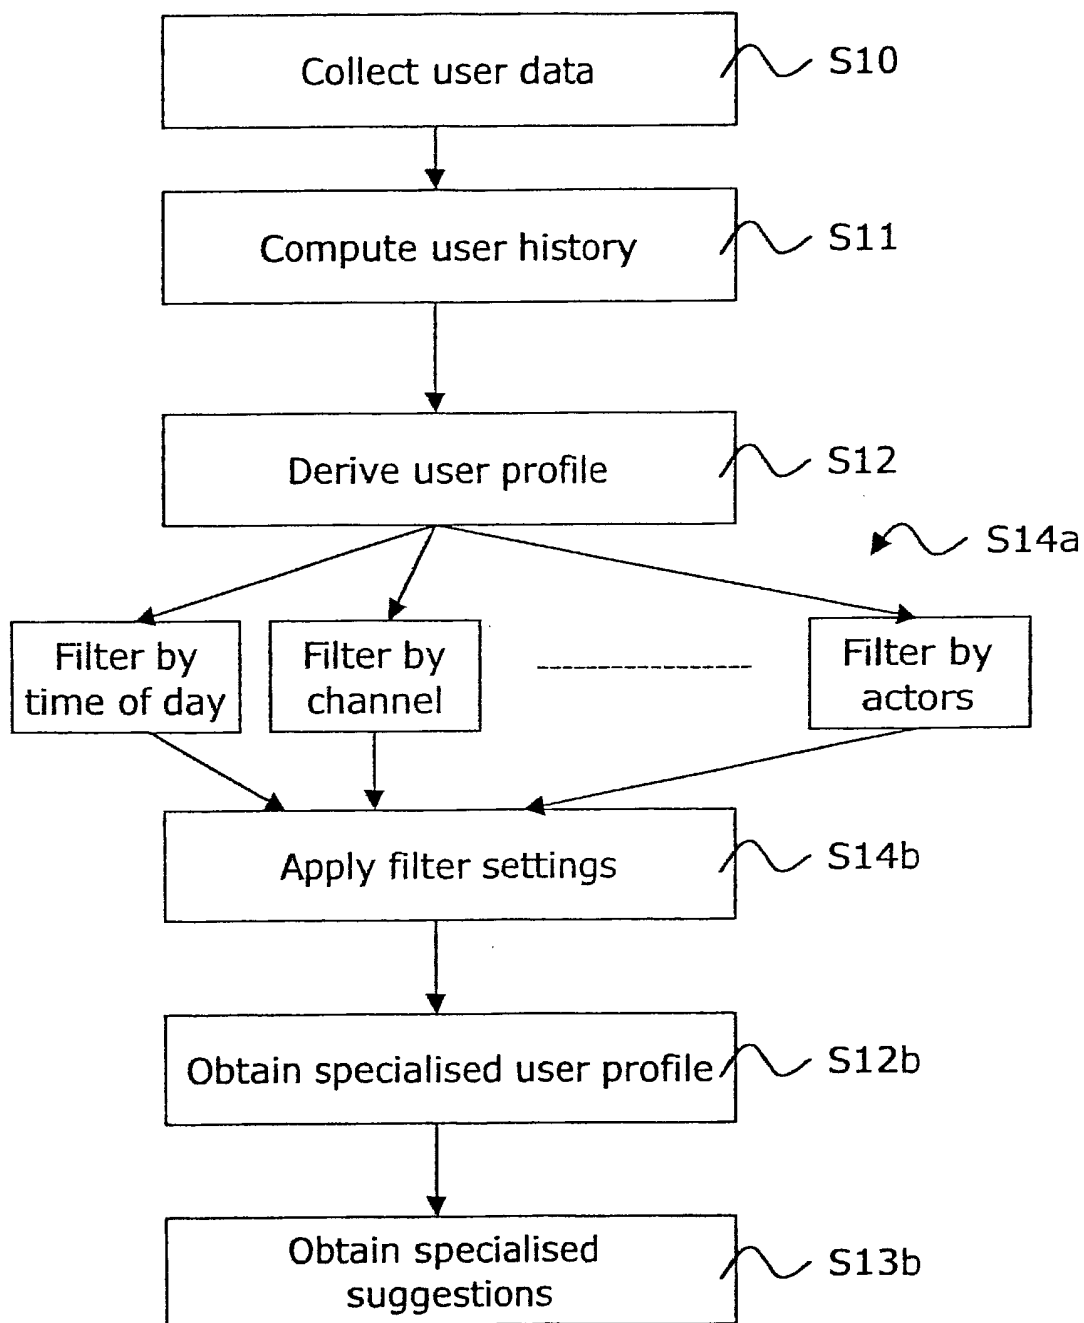 Collect user data
S10
Compute user history
S11
Derive user profile
S12
S14a
Filter by
time of day
Filter by
channel
Filter by
actors
Apply filter settings
S14b
Obtain specialised user profile
S12b
Obtain specialised
suggestions
S13b